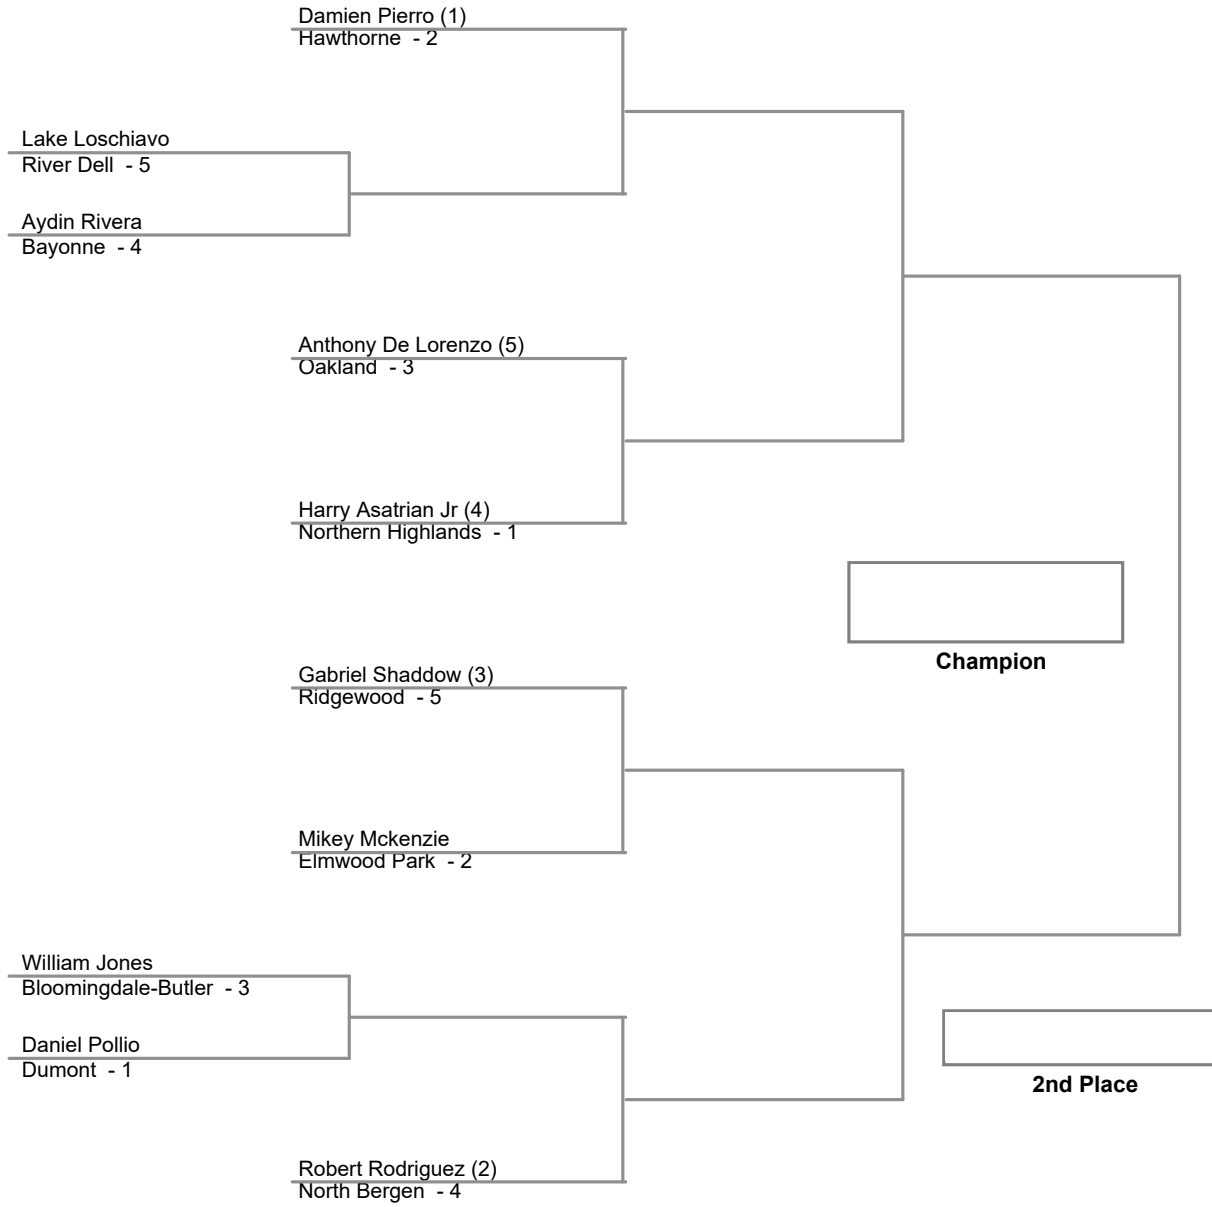 Damien Pierro (1)
Hawthorne - 2
Lake Loschiavo
River Dell - 5
Aydin Rivera
Bayonne - 4
Anthony De Lorenzo (5)
Oakland - 3
Harry Asatrian Jr (4)
Northern Highlands - 1
Champion
Gabriel Shaddow (3)
Ridgewood - 5
Mikey Mckenzie
Elmwood Park - 2
William Jones
Bloomingdale-Butler - 3
Daniel Pollio
Dumont - 1
2nd Place
Robert Rodriguez (2)
North Bergen - 4